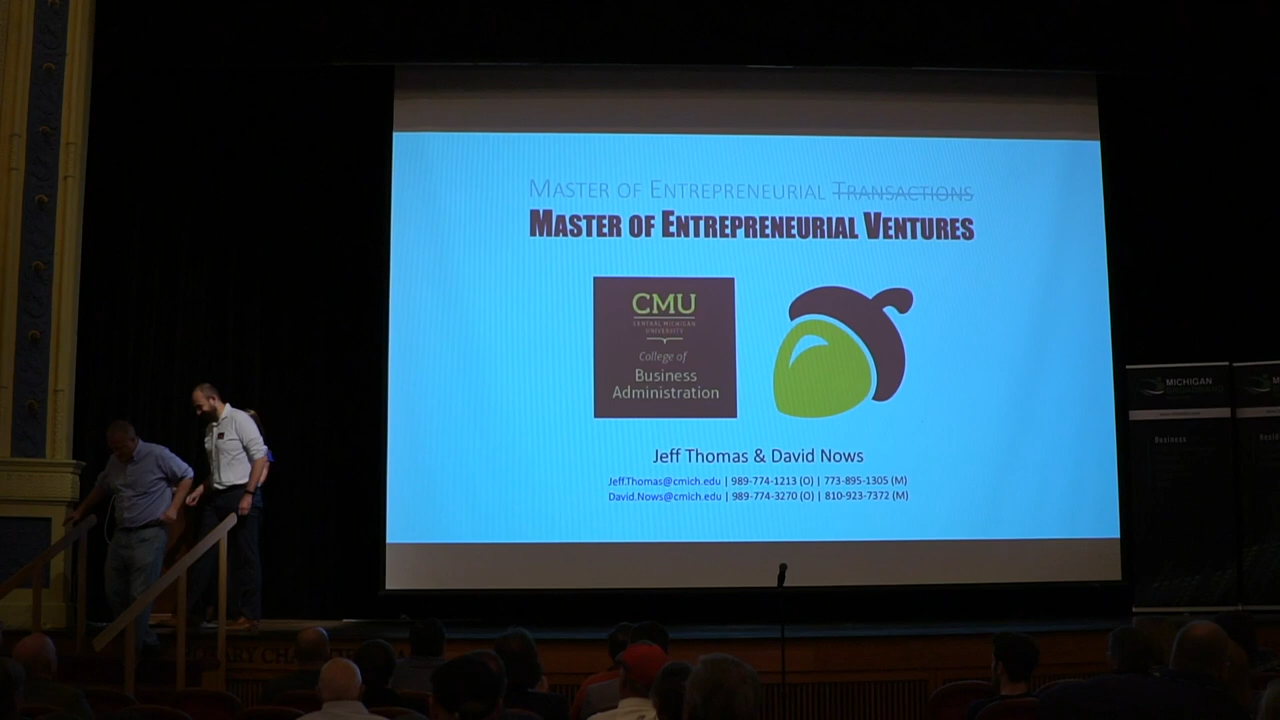 MASTER OF ENTREPRENEURIAL TRANSACTIONS
MASTER OF ENTREPRENEURIAL VENTURES
CMU
CENTRAL MICHIGAN
UNIVERSITY
College of
Business
Administration
Jeff Thomas & David Nows
Jeff.Thomas@cmich.edu | 989-774-1213 (O) | 773-895-1305 (M)
David.Nows@cmich.edu | 989-774-3270 (O) | 810-923-7372 (M)
MICHIGAN
Business